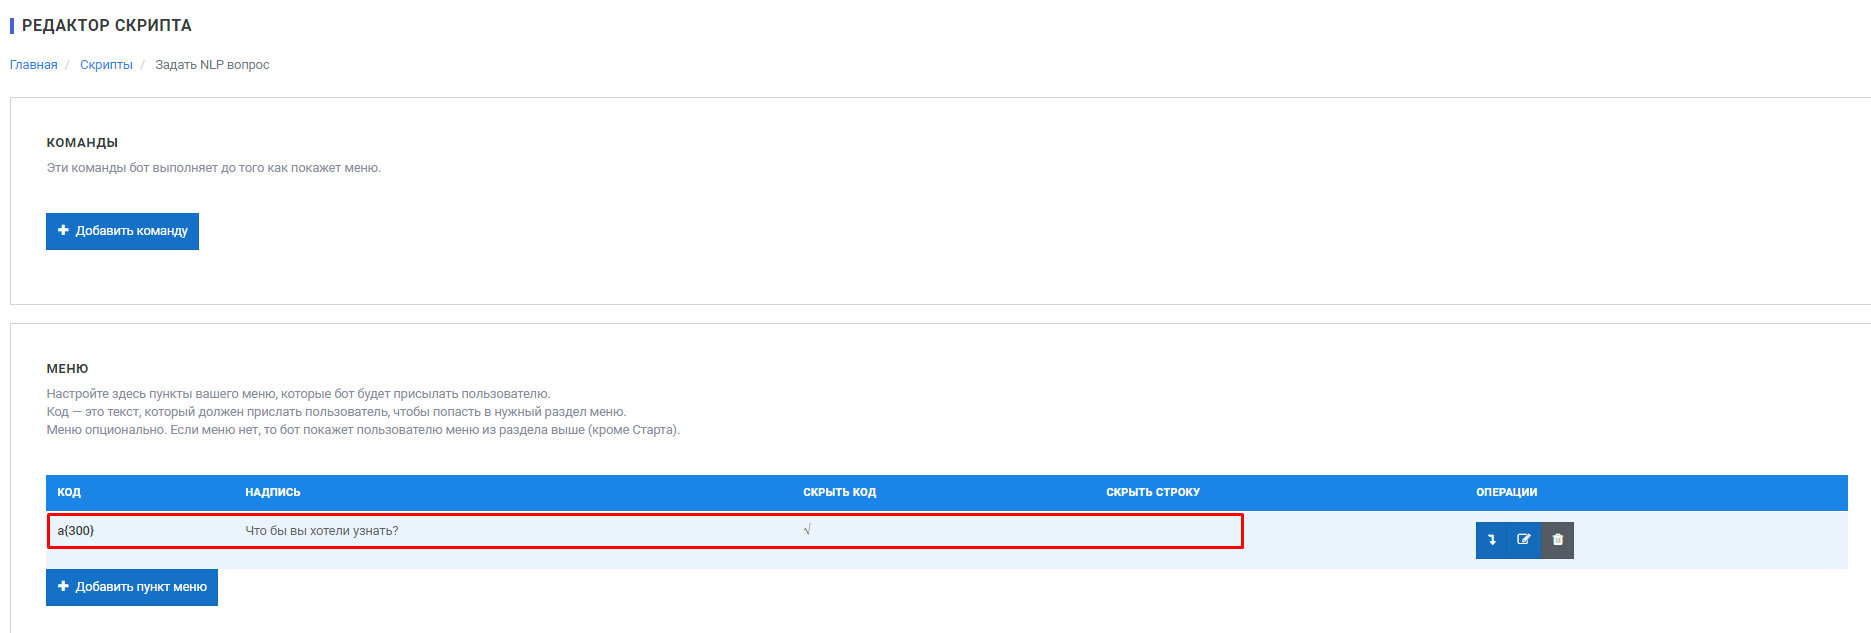 РЕДАКТОР СКРИПТА
Главная / Скрипты / Задать NLP вопрос
КОМАНДЫ
Эти команды бот выполняет до того как покажет меню.
+ Добавить команду
МЕНЮ
Настройте здесь пункты вашего меню, которые бот будет присылать пользователю.
Код — это текст, который должен прислать пользователь, чтобы попасть в нужный раздел меню.
Меню опционально. Если меню нет, то бот покажет пользователю меню из раздела выше (кроме Старта).
КОД НАДПИСЬ СКРЫТЬ КОД СКРЫТЬ СТРОКУ ОПЕРАЦИИ
a{300} Что бы вы хотели узнать? √
+ Добавить пункт меню